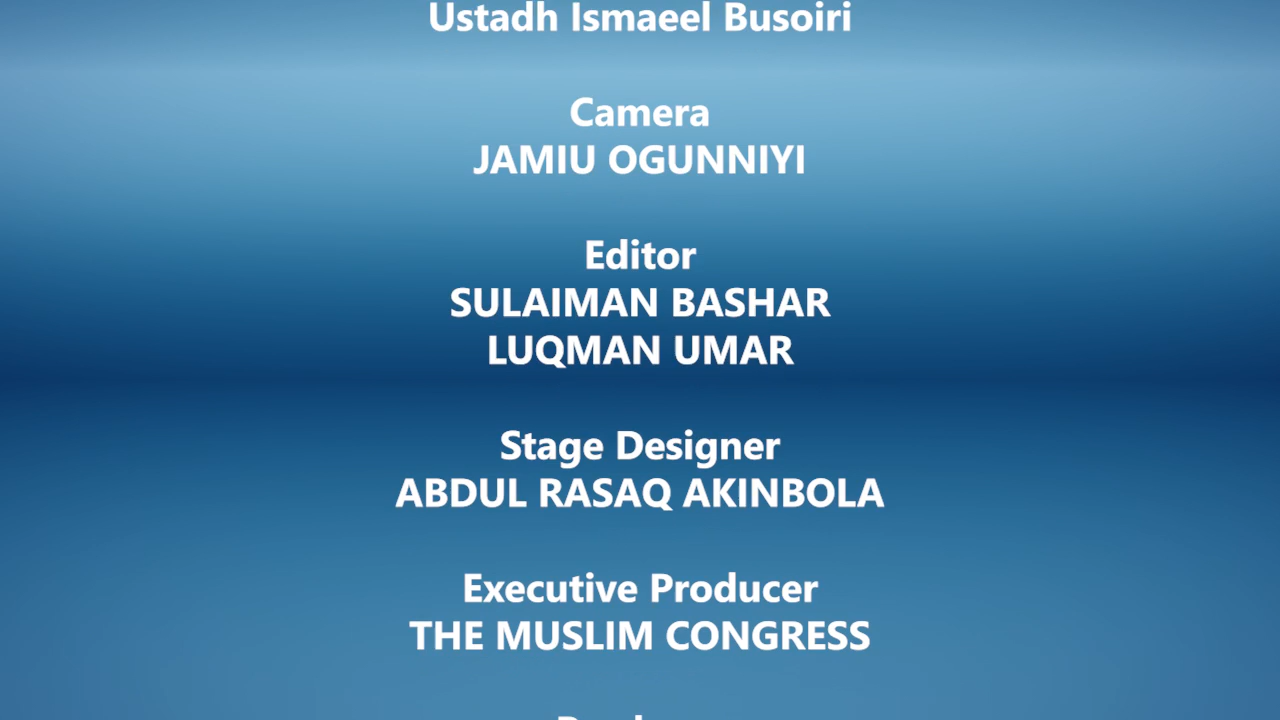 Ustadh Ismaeel Busoiri
Camera
JAMIU OGUNNIYI
Editor
SULAIMAN BASHAR
LUQMAN UMAR
Stage Designer
ABDUL RASAQ AKINBOLA
Executive Producer
THE MUSLIM CONGRESS